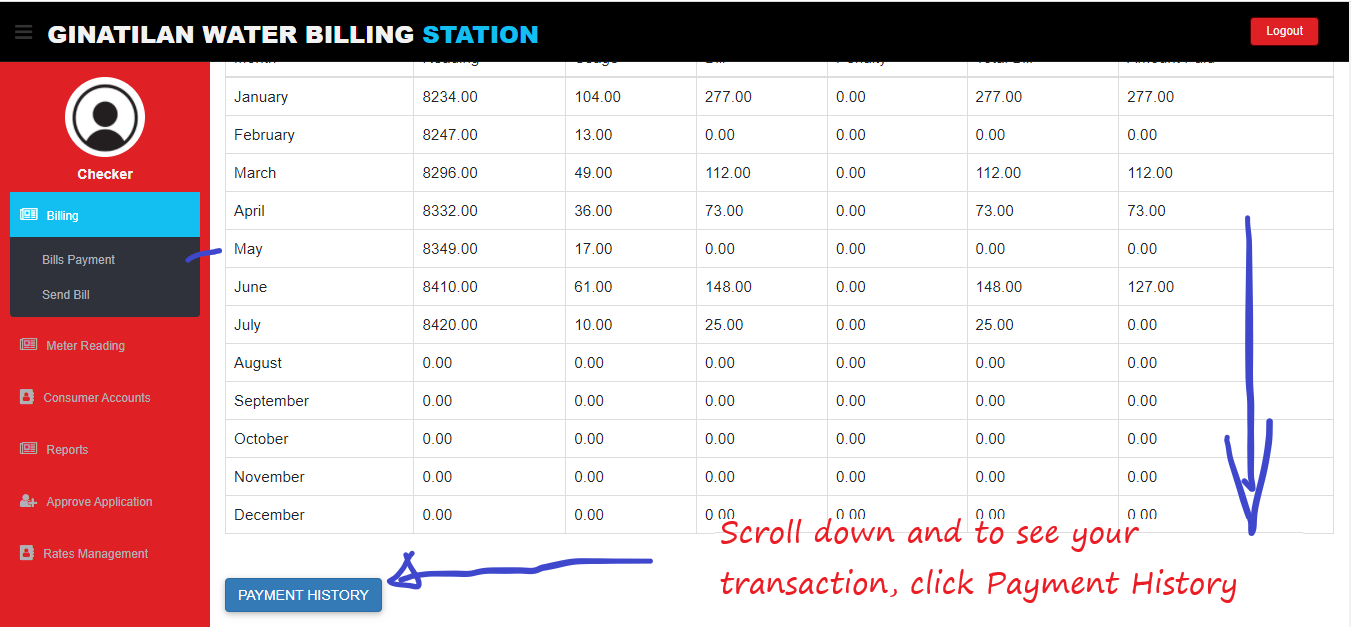 GINATILAN WATER BILLING STATION
Logout
Checker
Billing
Bills Payment
Send Bill
Meter Reading
Consumer Accounts
Reports
Approve Application
Rates Management
Month Reading Usage Bill Penalty Total Bill Amount Paid
January 8234.00 104.00 277.00 0.00 277.00 277.00
February 8247.00 13.00 0.00 0.00 0.00 0.00
March 8296.00 49.00 112.00 0.00 112.00 112.00
April 8332.00 36.00 73.00 0.00 73.00 73.00
May 8349.00 17.00 0.00 0.00 0.00 0.00
June 8410.00 61.00 148.00 0.00 148.00 127.00
July 8420.00 10.00 25.00 0.00 25.00 0.00
August 0.00 0.00 0.00 0.00 0.00 0.00
September 0.00 0.00 0.00 0.00 0.00 0.00
October 0.00 0.00 0.00 0.00 0.00 0.00
November 0.00 0.00 0.00 0.00 0.00 0.00
December 0.00 0.00 0.00 0.00 0.00 0.00
Scroll down and to see your
transaction, click Payment History
PAYMENT HISTORY